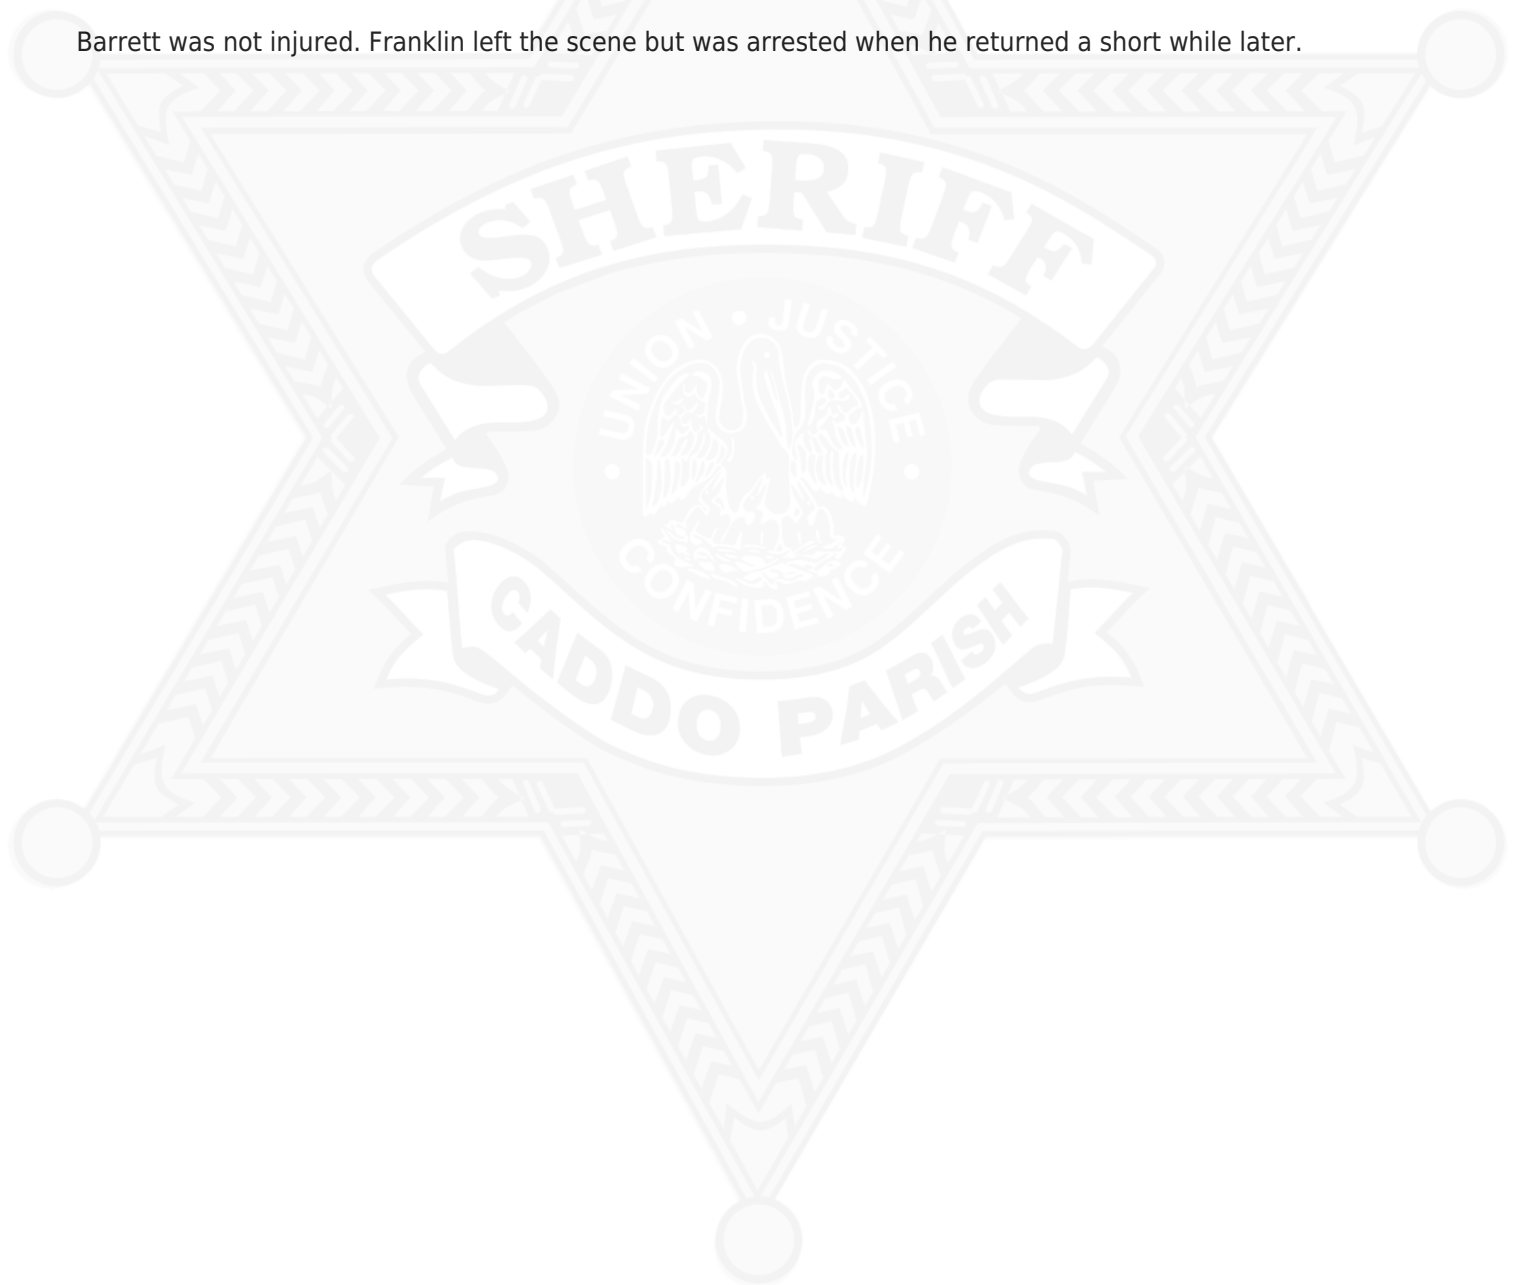 Barrett was not injured. Franklin left the scene but was arrested when he returned a short while later.
SHERIFF
UNION • JUSTICE
• CONFIDENCE •
CADDO PARISH